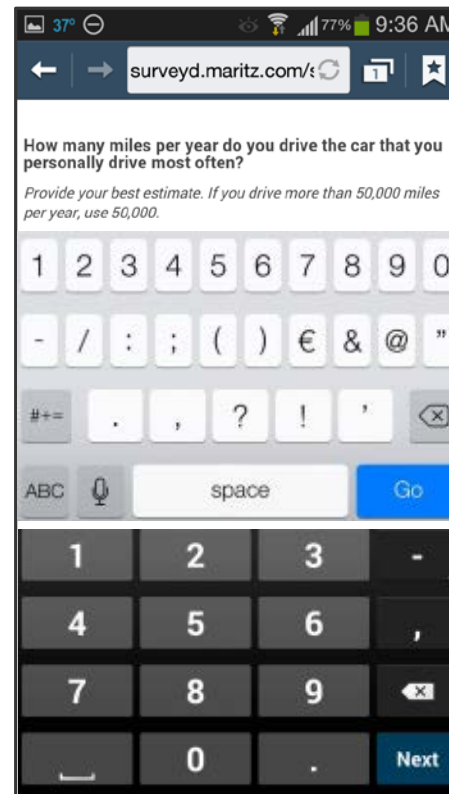 37° 77% 9:36 AM
surveyd.maritz.com/s 1
How many miles per year do you drive the car that you
personally drive most often?
Provide your best estimate. If you drive more than 50,000 miles
per year, use 50,000.
1 2 3 4 5 6 7 8 9 0
- / : ; ( ) € & @ "
#+= . , ? ! '
ABC space Go
1 2 3 -
4 5 6 ,
7 8 9
0 . Next